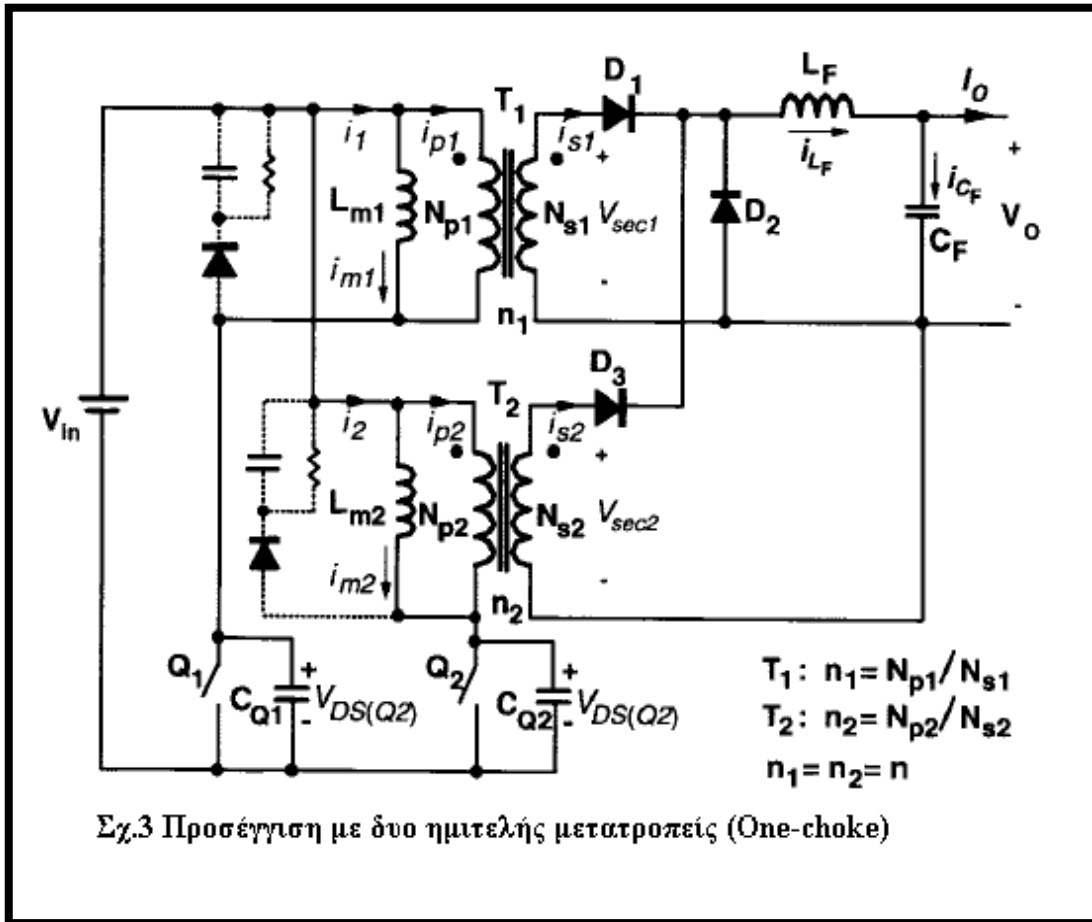 D1
LF
IO
T1
i1
ip1
is1
+
iLF
+
iCF
Lm1
Np1
Ns1
Vsec1
D2
CF
VO
im1
-
-
n1
D3
T2
Vin
i2
ip2
is2
+
Lm2
Np2
Ns2
Vsec2
im2
-
n2
Q1
+
Q2
+
CQ1
VDS(Q2)
CQ2
VDS(Q2)
-
-
T1: n1=Np1/Ns1
T2: n2=Np2/Ns2
n1=n2=n
Σχ.3 Προσέγγιση με δυο ημιτελής μετατροπείς (One-choke)